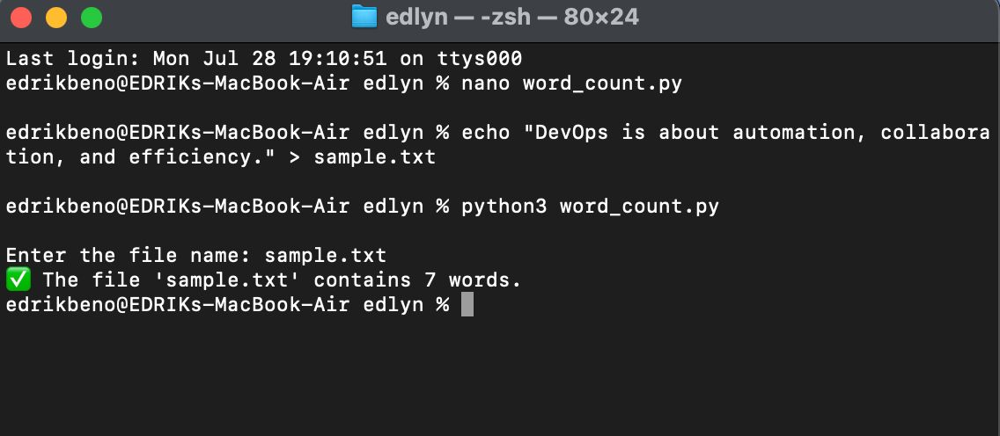 edlyn — -zsh — 80×24
Last login: Mon Jul 28 19:10:51 on ttys000
edrikbeno@EDRIKs-MacBook-Air edlyn % nano word_count.py
edrikbeno@EDRIKs-MacBook-Air edlyn % echo "DevOps is about automation, collabora
tion, and efficiency." > sample.txt
edrikbeno@EDRIKs-MacBook-Air edlyn % python3 word_count.py
Enter the file name: sample.txt
✅ The file 'sample.txt' contains 7 words.
edrikbeno@EDRIKs-MacBook-Air edlyn %